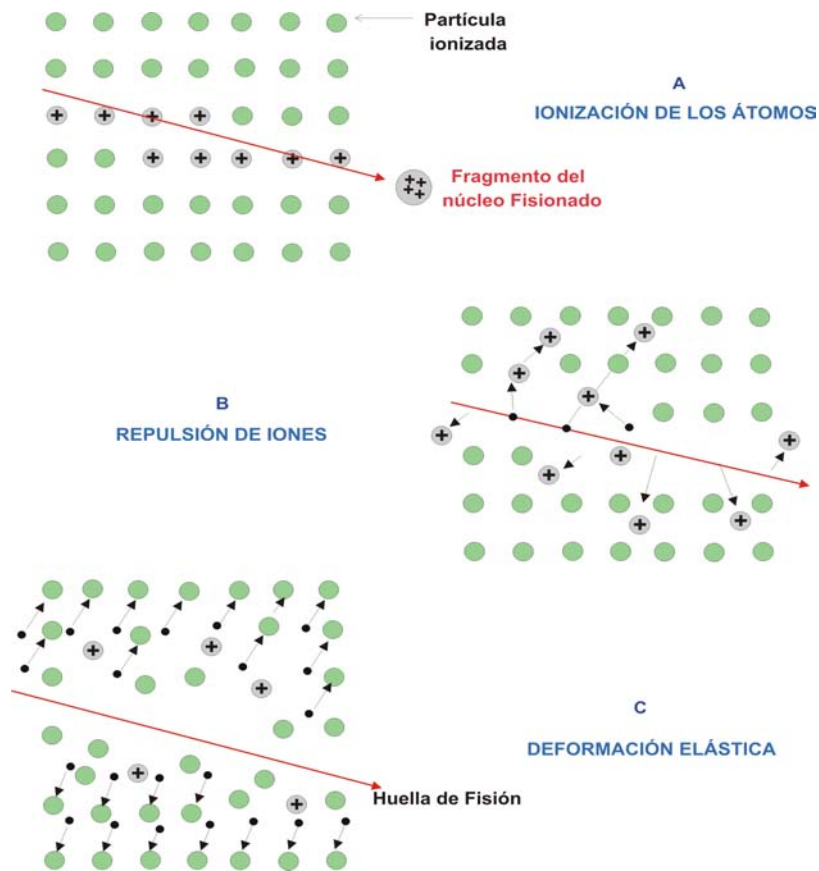 Partícula
ionizada
A
IONIZACIÓN DE LOS ÁTOMOS
Fragmento del
núcleo Fisionado
B
REPULSIÓN DE IONES
C
DEFORMACIÓN ELÁSTICA
Huella de Fisión